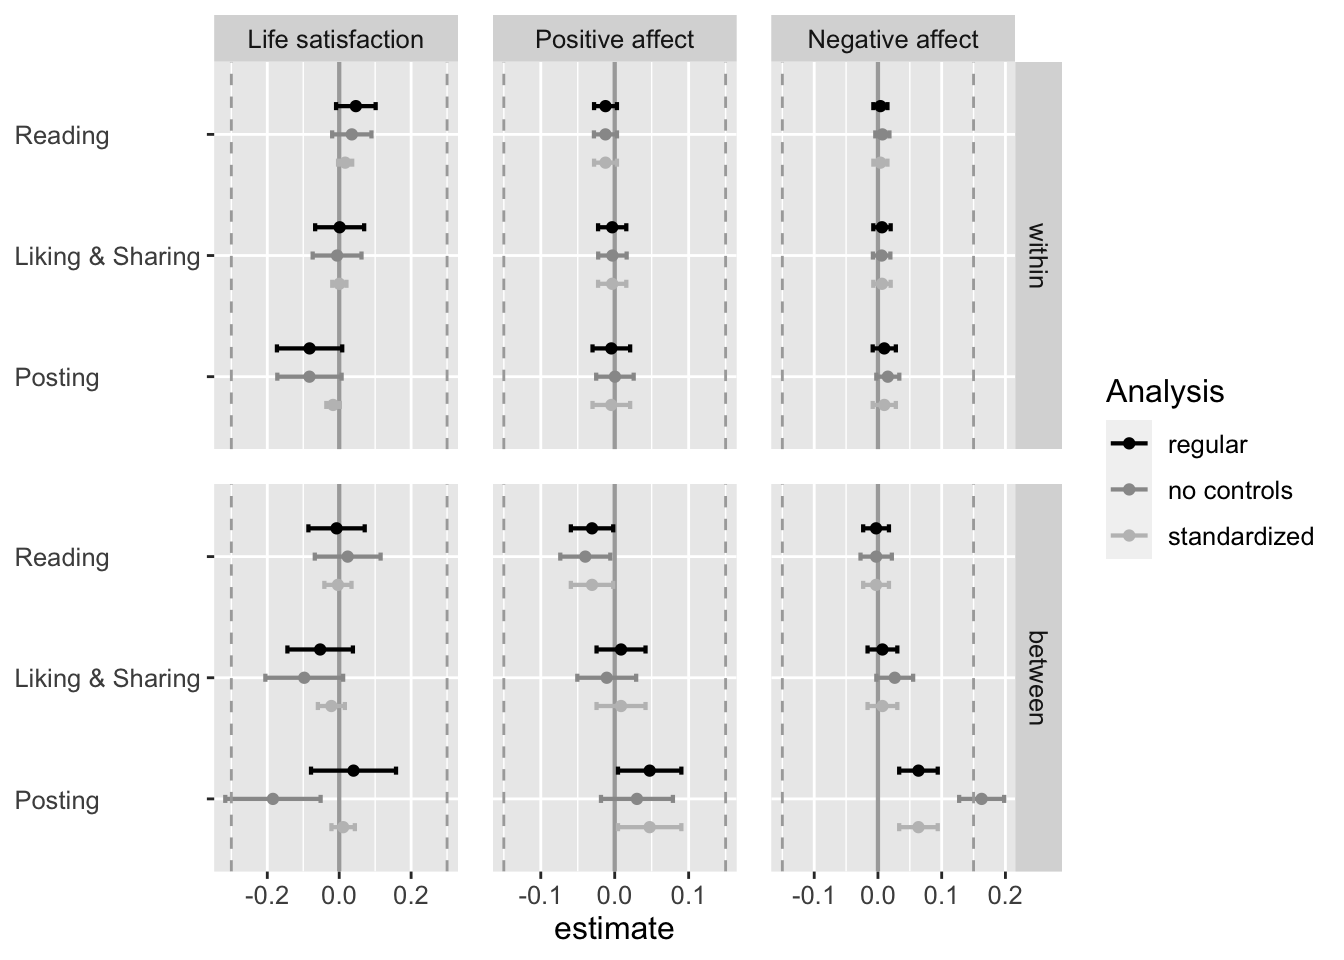 Life satisfaction
Positive affect
Negative affect
Reading
Liking & Sharing
Posting
within
Reading
Liking & Sharing
Posting
between
-0.2 0.0 0.2
-0.1 0.0 0.1
-0.1 0.0 0.1 0.2
estimate
Analysis
regular
no controls
standardized